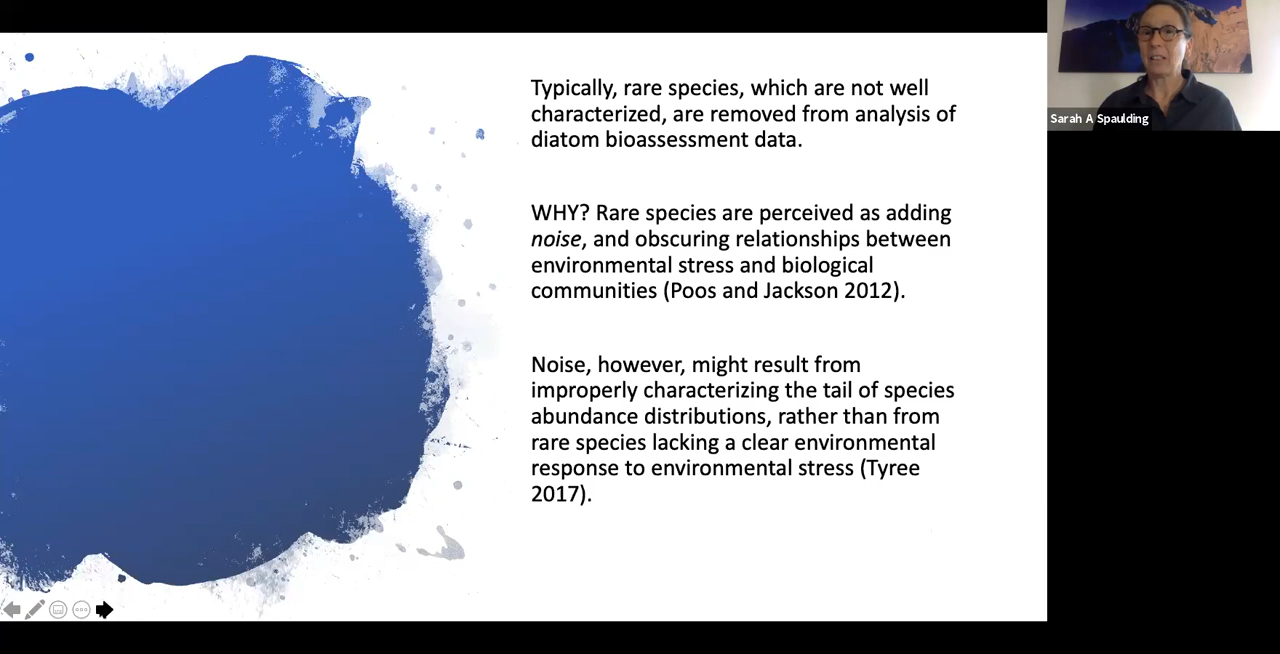 Typically, rare species, which are not well
characterized, are removed from analysis of
diatom bioassessment data.
WHY? Rare species are perceived as adding
noise, and obscuring relationships between
environmental stress and biological
communities (Poos and Jackson 2012).
Noise, however, might result from
improperly characterizing the tail of species
abundance distributions, rather than from
rare species lacking a clear environmental
response to environmental stress (Tyree
2017).
Sarah A Spaulding